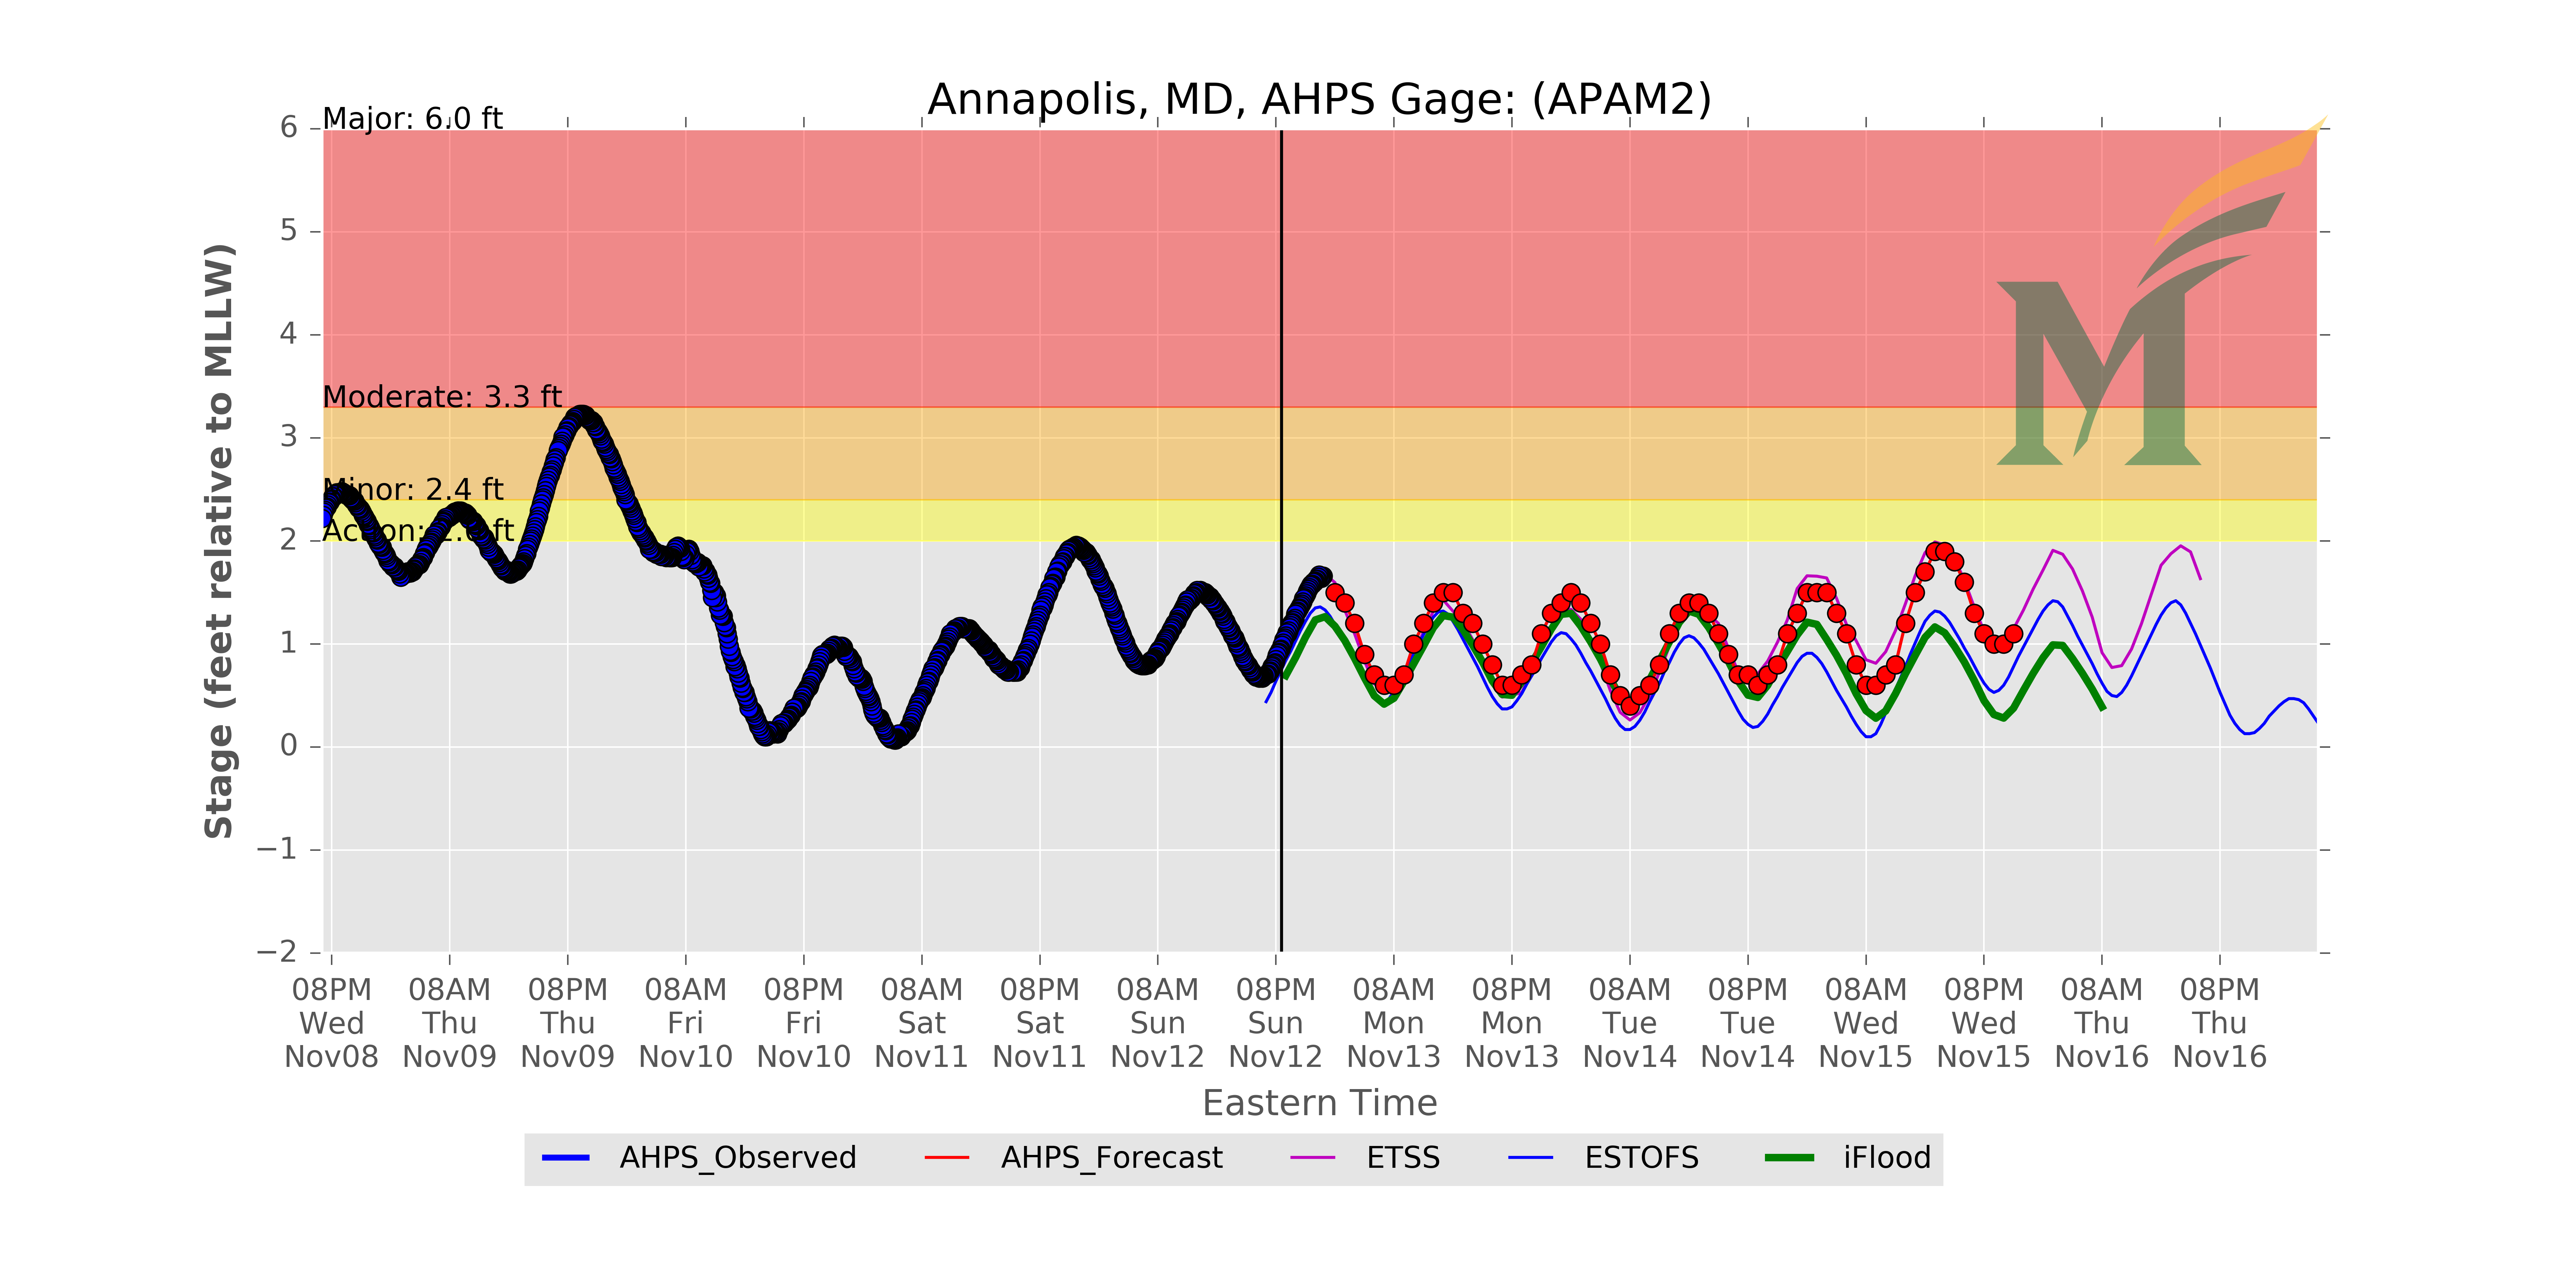 Annapolis, MD, AHPS Gage: (APAM2)
Major: 6.0 ft
Moderate: 3.3 ft
Minor: 2.4 ft
Action: 2.0 ft
Stage (feet relative to MLLW)
6
5
4
3
2
1
0
−1
−2
08PM 08AM 08PM 08AM 08PM 08AM 08PM 08AM 08PM 08AM 08PM 08AM 08PM 08AM 08PM 08AM 08PM
Wed Thu Thu Fri Fri Sat Sat Sun Sun Mon Mon Tue Tue Wed Wed Thu Thu
Nov08 Nov09 Nov09 Nov10 Nov10 Nov11 Nov11 Nov12 Nov12 Nov13 Nov13 Nov14 Nov14 Nov15 Nov15 Nov16 Nov16
Eastern Time
AHPS_Observed AHPS_Forecast ETSS ESTOFS iFlood
M